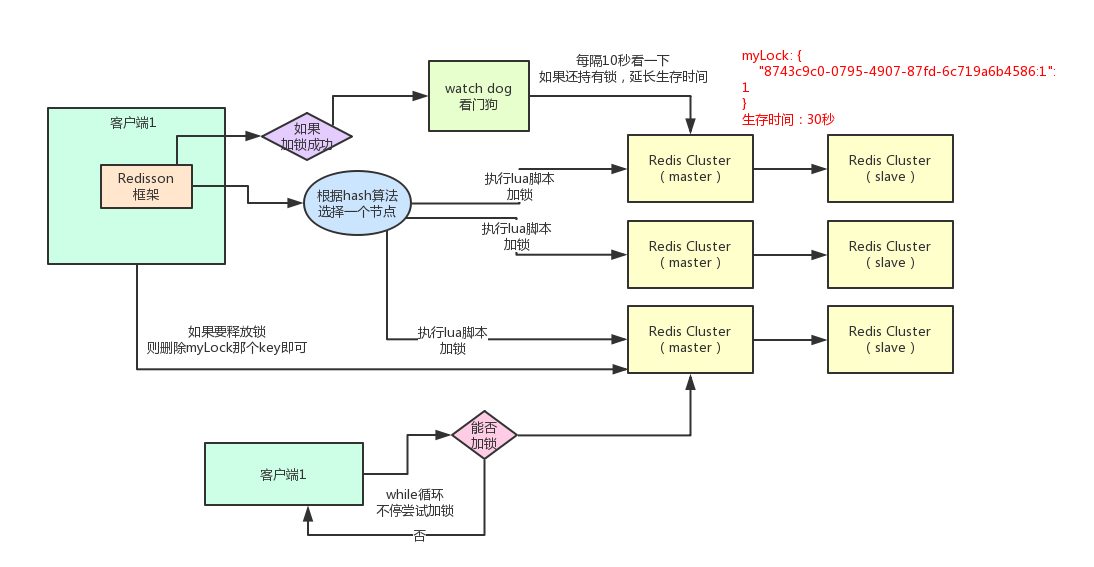 每隔10秒看一下
如果还持有锁，延长生存时间
myLock: {
"8743c9c0-0795-4907-87fd-6c719a6b4586:1":
1
}
生存时间：30秒
watch dog
看门狗
客户端1
如果
加锁成功
Redisson
框架
根据hash算法
选择一个节点
执行lua脚本
加锁
Redis Cluster
（master）
Redis Cluster
（slave）
执行lua脚本
加锁
Redis Cluster
（master）
Redis Cluster
（slave）
如果要释放锁
则删除myLock那个key即可
执行lua脚本
加锁
Redis Cluster
（master）
Redis Cluster
（slave）
能否
加锁
客户端1
while循环
不停尝试加锁
否